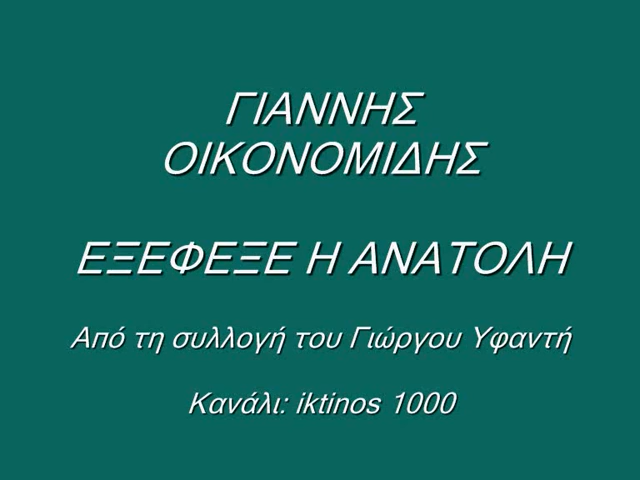 ΓΙΑΝΝΗΣ
ΟΙΚΟΝΟΜΙΔΗΣ
ΕΞΕΦΕΞΕ Η ΑΝΑΤΟΛΗ
Από τη συλλογή του Γιώργου Υφαντή
Κανάλι: iktinos 1000